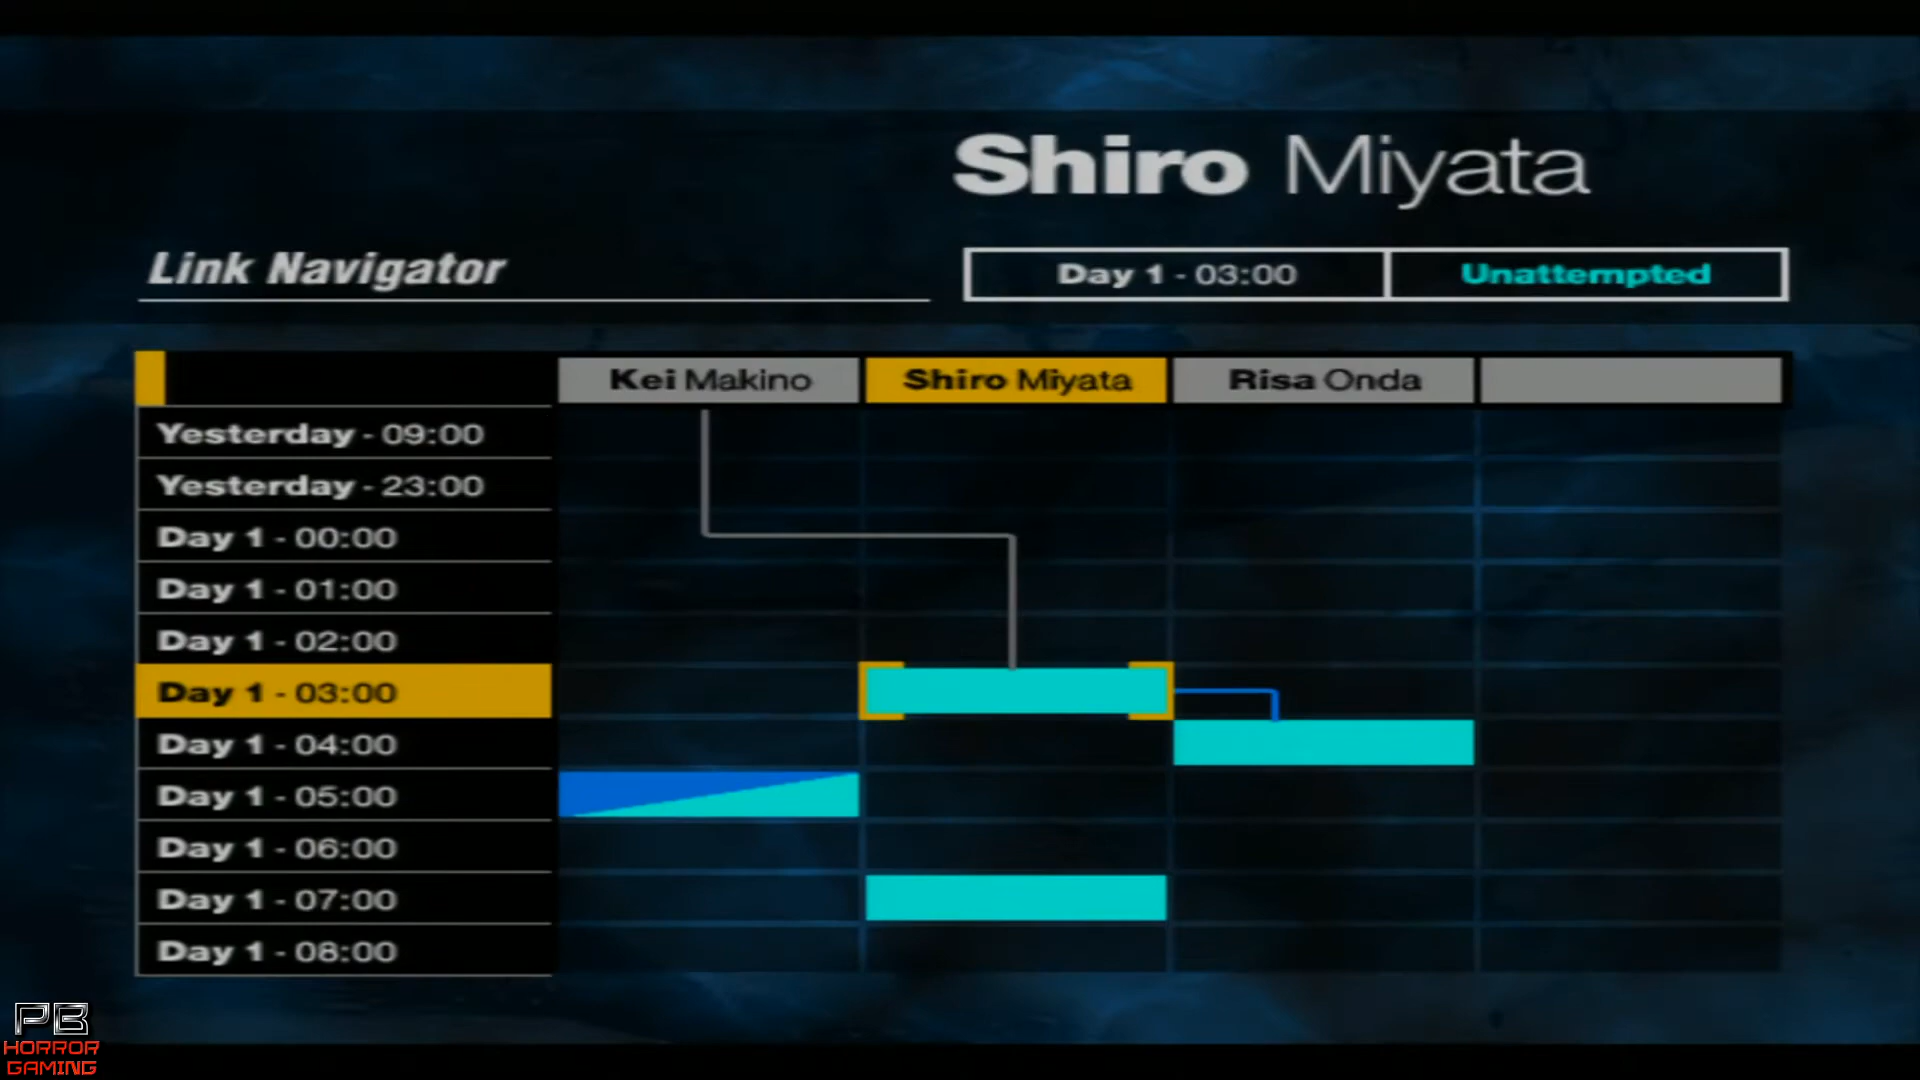 Shiro Miyata
Link Navigator
Day 1 - 03:00
Unattempted
Kei Makino
Shiro Miyata
Risa Onda
Yesterday - 09:00
Yesterday - 23:00
Day 1 - 00:00
Day 1 - 01:00
Day 1 - 02:00
Day 1 - 03:00
Day 1 - 04:00
Day 1 - 05:00
Day 1 - 06:00
Day 1 - 07:00
Day 1 - 08:00
PB
HORROR
GAMING